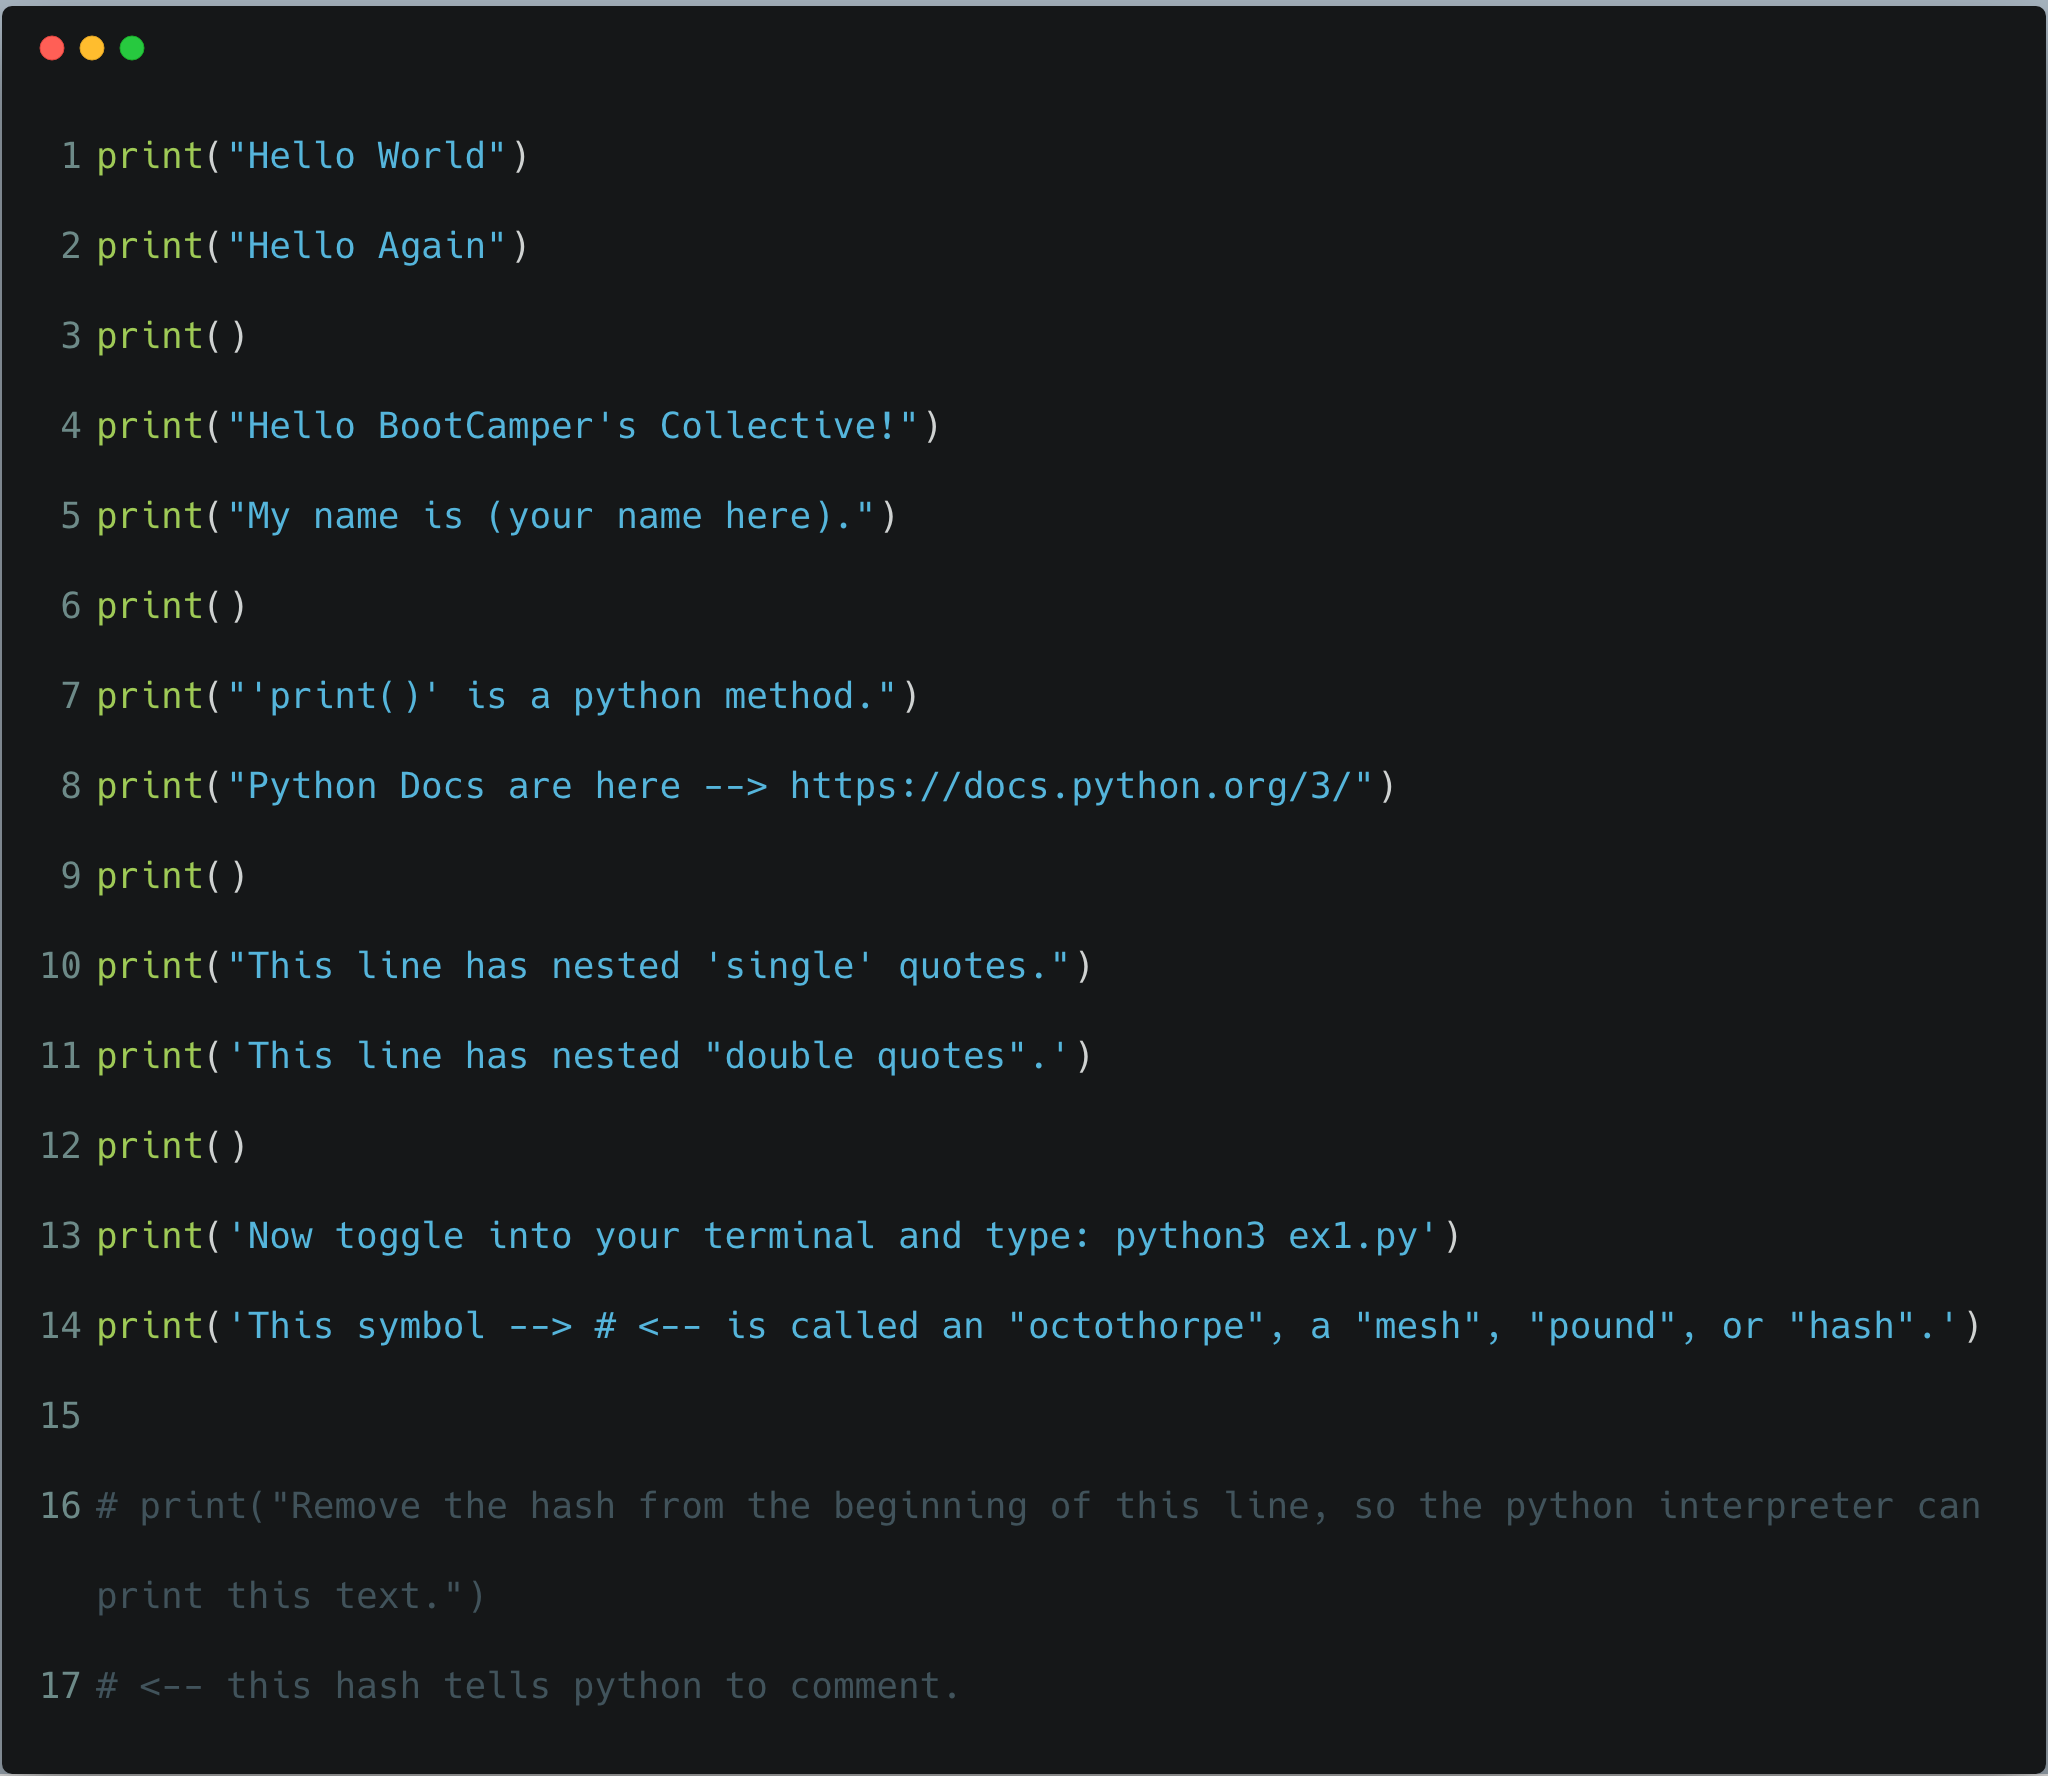 1 print("Hello World")
2 print("Hello Again")
3 print()
4 print("Hello BootCamper's Collective!")
5 print("My name is (your name here).")
6 print()
7 print("'print()' is a python method.")
8 print("Python Docs are here --> https://docs.python.org/3/")
9 print()
10 print("This line has nested 'single' quotes.")
11 print('This line has nested "double quotes".')
12 print()
13 print('Now toggle into your terminal and type: python3 ex1.py')
14 print('This symbol --> # <-- is called an "octothorpe", a "mesh", "pound", or "hash".')
15
16 # print("Remove the hash from the beginning of this line, so the python interpreter can
print this text.")
17 # <-- this hash tells python to comment.